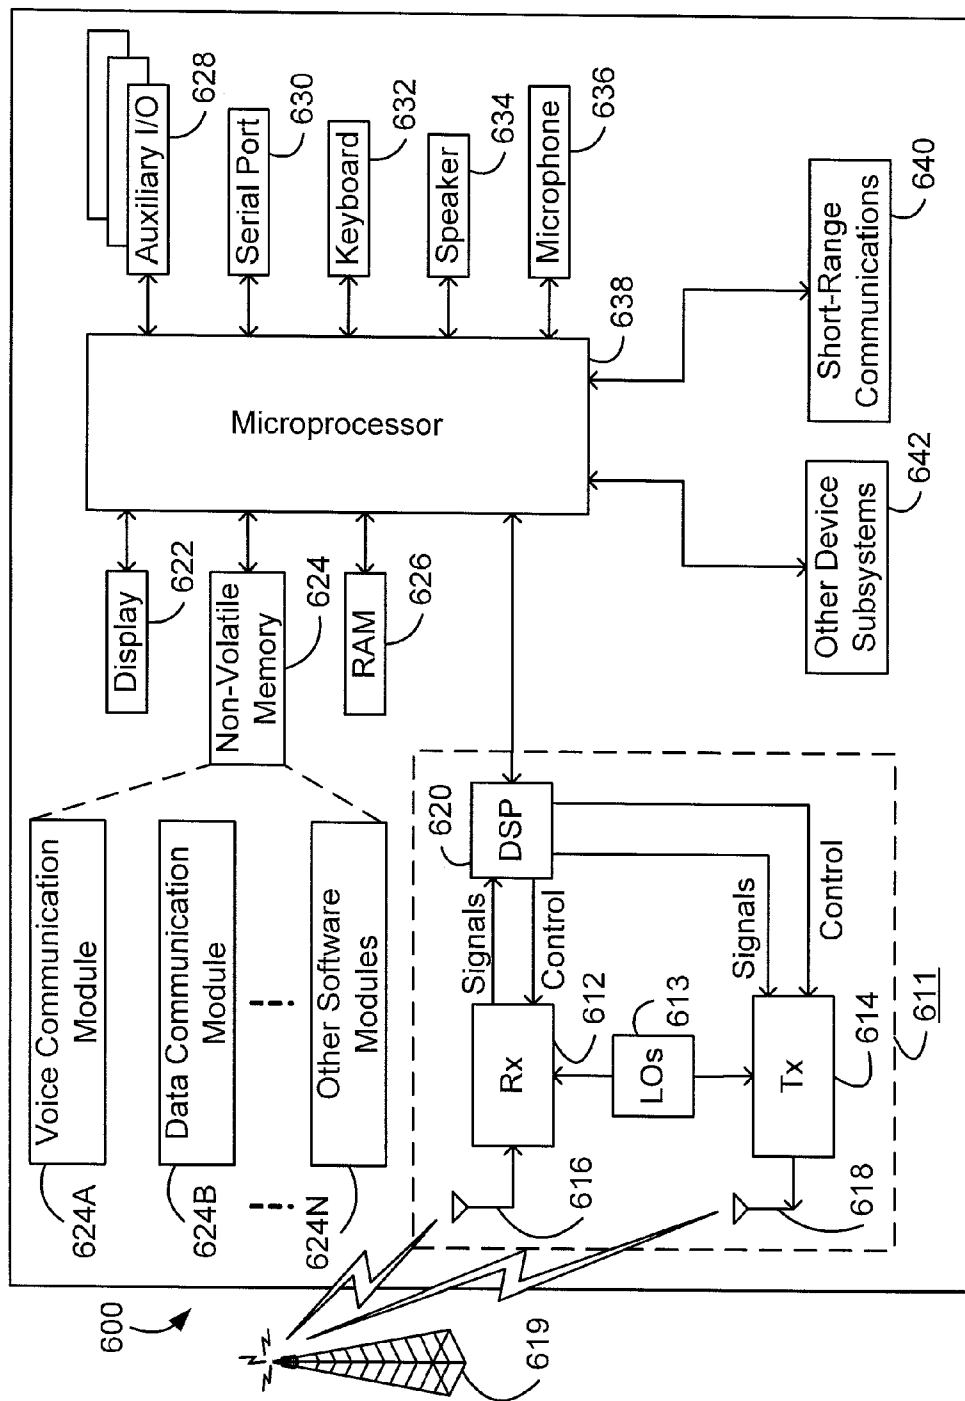 600
Voice Communication
Module
624A
Data Communication
Module
624B
Other Software
Modules
624N
Display
622
Non-Volatile
Memory
624
RAM
626
Microprocessor
638
Auxiliary I/O
628
Serial Port
630
Keyboard
632
Speaker
634
Microphone
636
Short-Range
Communications
640
Other Device
Subsystems
642
DSP
620
Signals
Control
Rx
612
LOs
613
Signals
Control
Tx
614
616
618
611
619